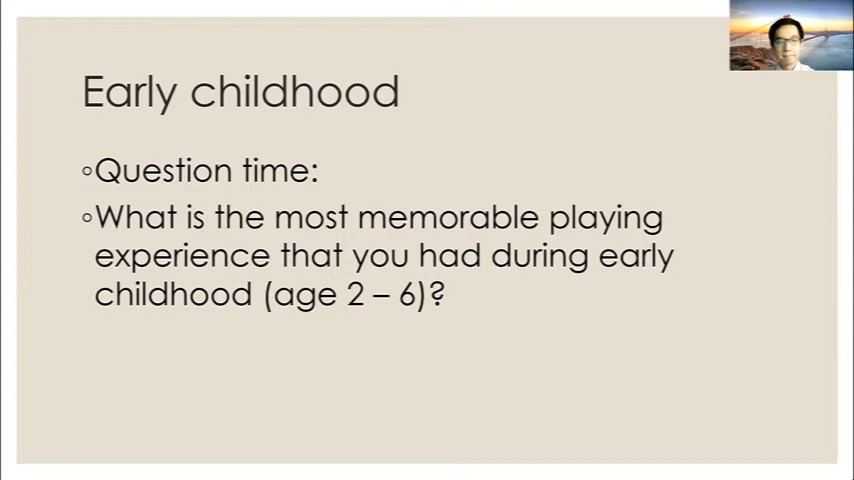 Early childhood
◦Question time:
◦What is the most memorable playing
experience that you had during early
childhood (age 2 – 6)?